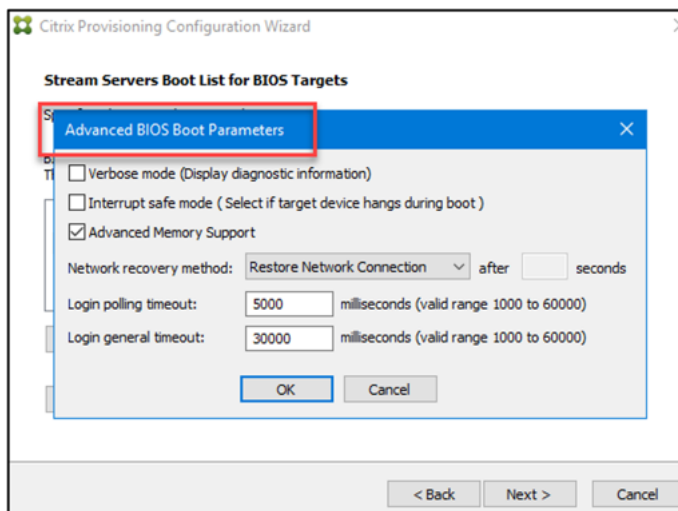 Citrix Provisioning Configuration Wizard
Stream Servers Boot List for BIOS Targets
Advanced BIOS Boot Parameters
Verbose mode (Display diagnostic information)
Interrupt safe mode ( Select if target device hangs during boot )
Advanced Memory Support
Network recovery method: Restore Network Connection after seconds
Login polling timeout: 5000 milliseconds (valid range 1000 to 60000)
Login general timeout: 30000 milliseconds (valid range 1000 to 60000)
OK Cancel
< Back Next > Cancel